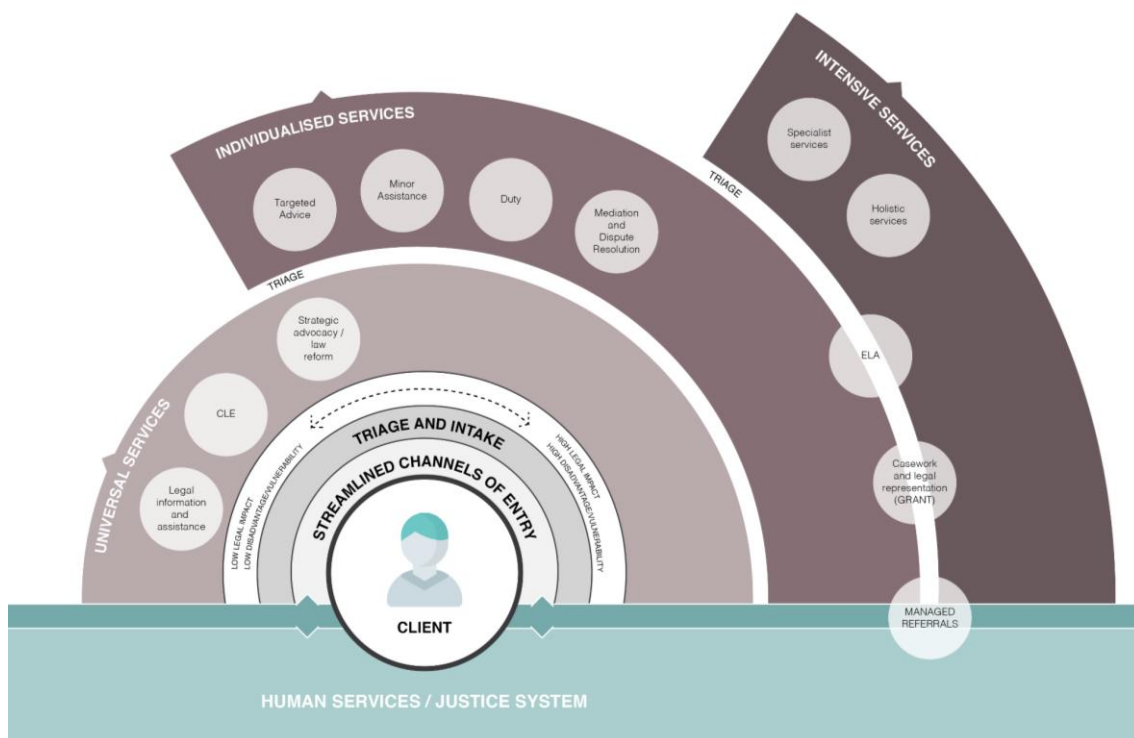 INTENSIVE SERVICES
Specialist
services
Holistic
services
INDIVIDUALISED SERVICES
Targeted
Advice
Minor
Assistance
Duty
Mediation
and
Dispute
Resolution
TRIAGE
TRIAGE
ELA
Casework
and legal
representation
(GRANT)
MANAGED
REFERRALS
UNIVERSAL SERVICES
Strategic
advocacy /
law
reform
CLE
Legal
information
and
assistance
LOW LEGAL IMPACT
LOW DISADVANTAGE/VULNERABILITY
HIGH LEGAL IMPACT
HIGH DISADVANTAGE/VULNERABILITY
TRIAGE AND INTAKE
STREAMLINED CHANNELS OF ENTRY
CLIENT
HUMAN SERVICES / JUSTICE SYSTEM